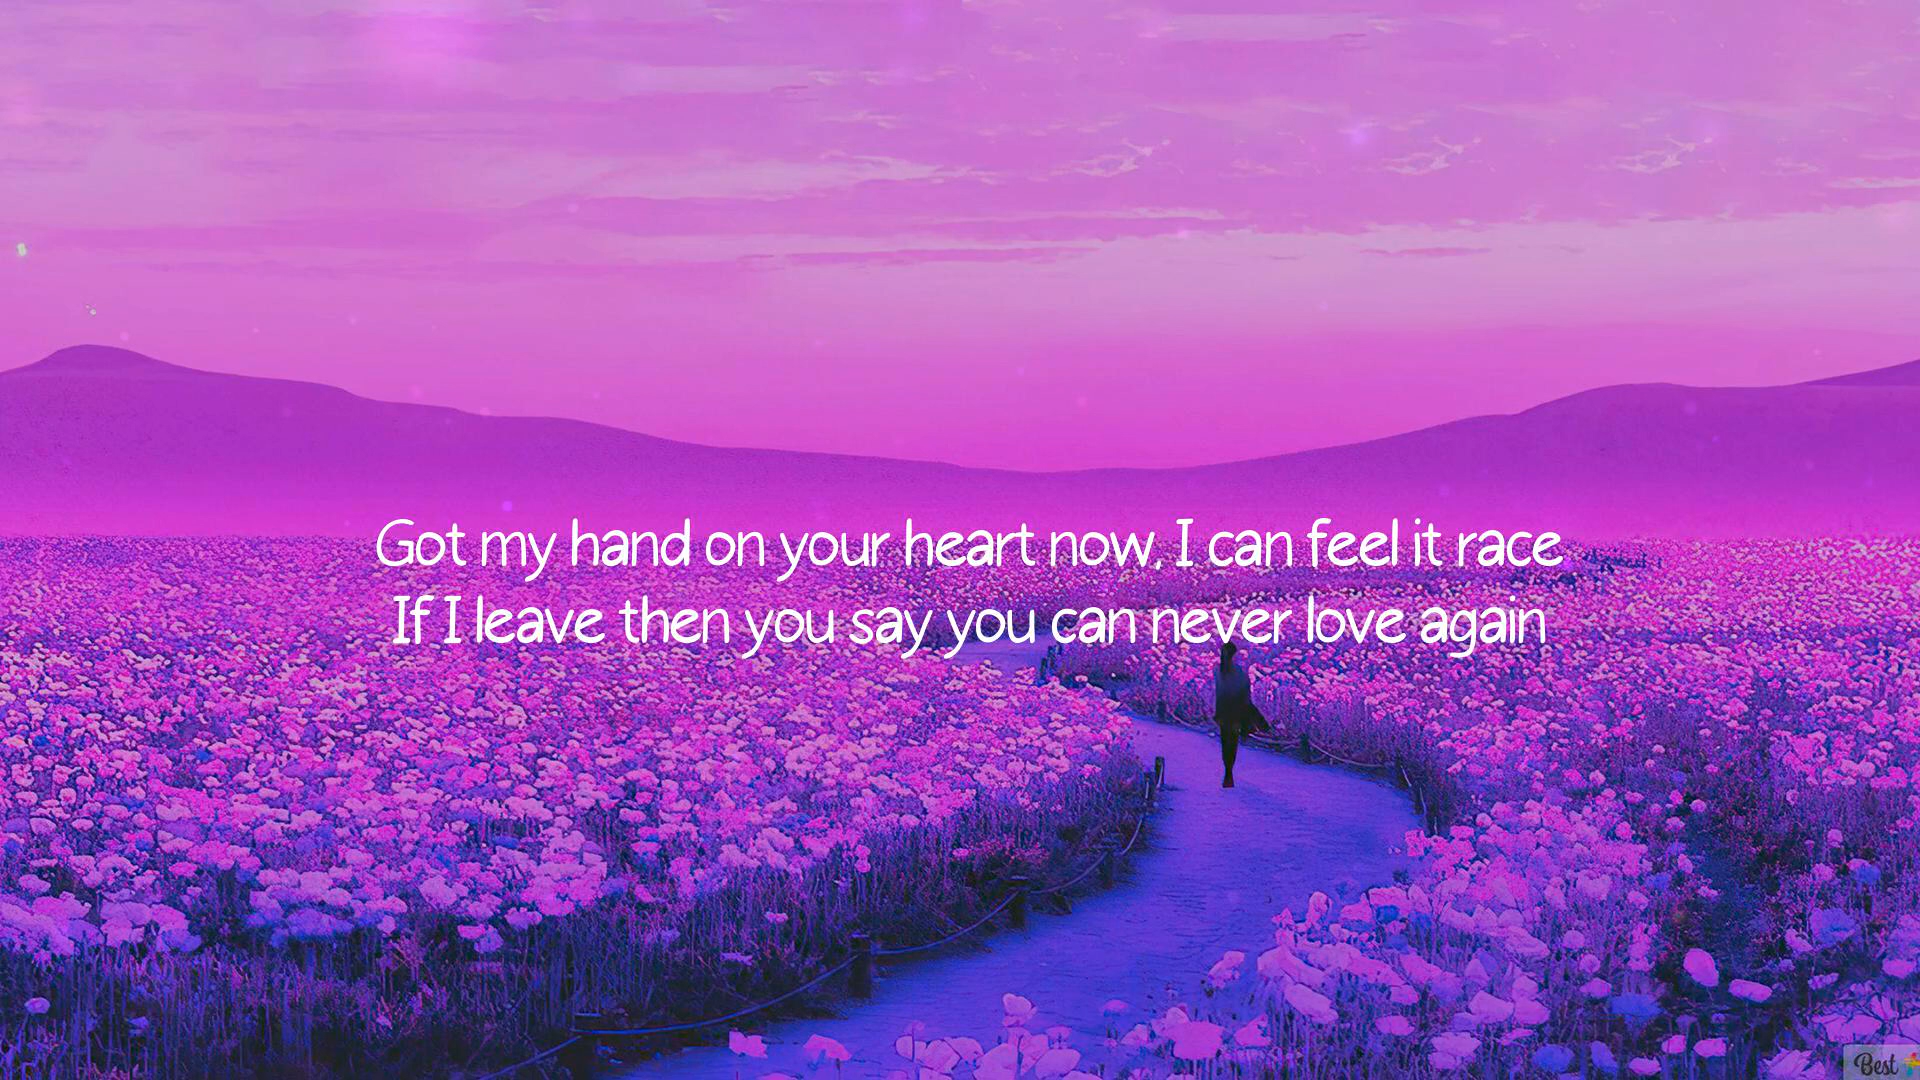 Got my hand on your heart now, I can feel it race
If I leave then you say you can never love again
Best